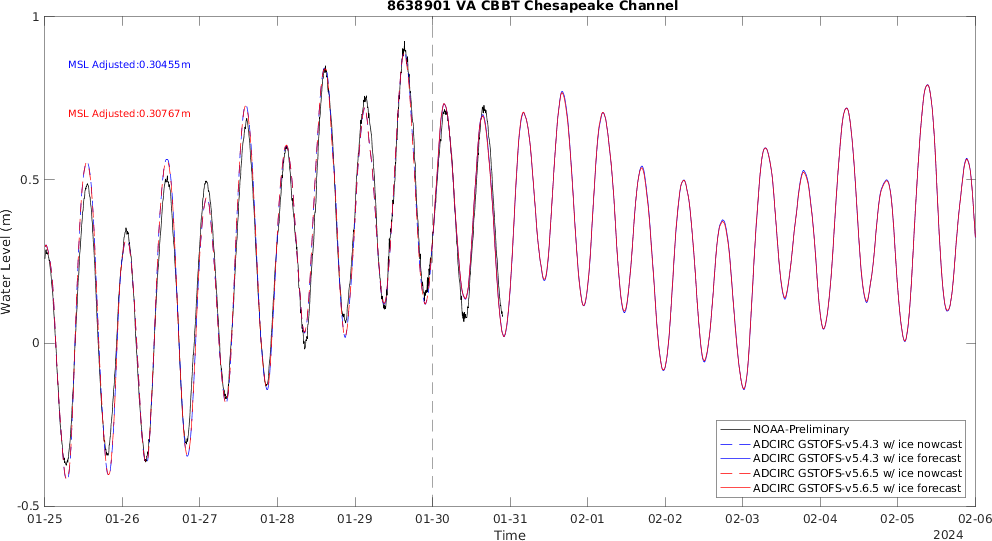 8638901 VA CBBT Chesapeake Channel
MSL Adjusted:0.30455m
MSL Adjusted:0.30767m
Water Level (m)
1
0.5
0
-0.5
NOAA-Preliminary
ADCIRC GSTOFS-v5.4.3 w/ ice nowcast
ADCIRC GSTOFS-v5.4.3 w/ ice forecast
ADCIRC GSTOFS-v5.6.5 w/ ice nowcast
ADCIRC GSTOFS-v5.6.5 w/ ice forecast
01-25 01-26 01-27 01-28 01-29 01-30 01-31 02-01 02-02 02-03 02-04 02-05 02-06
Time
2024